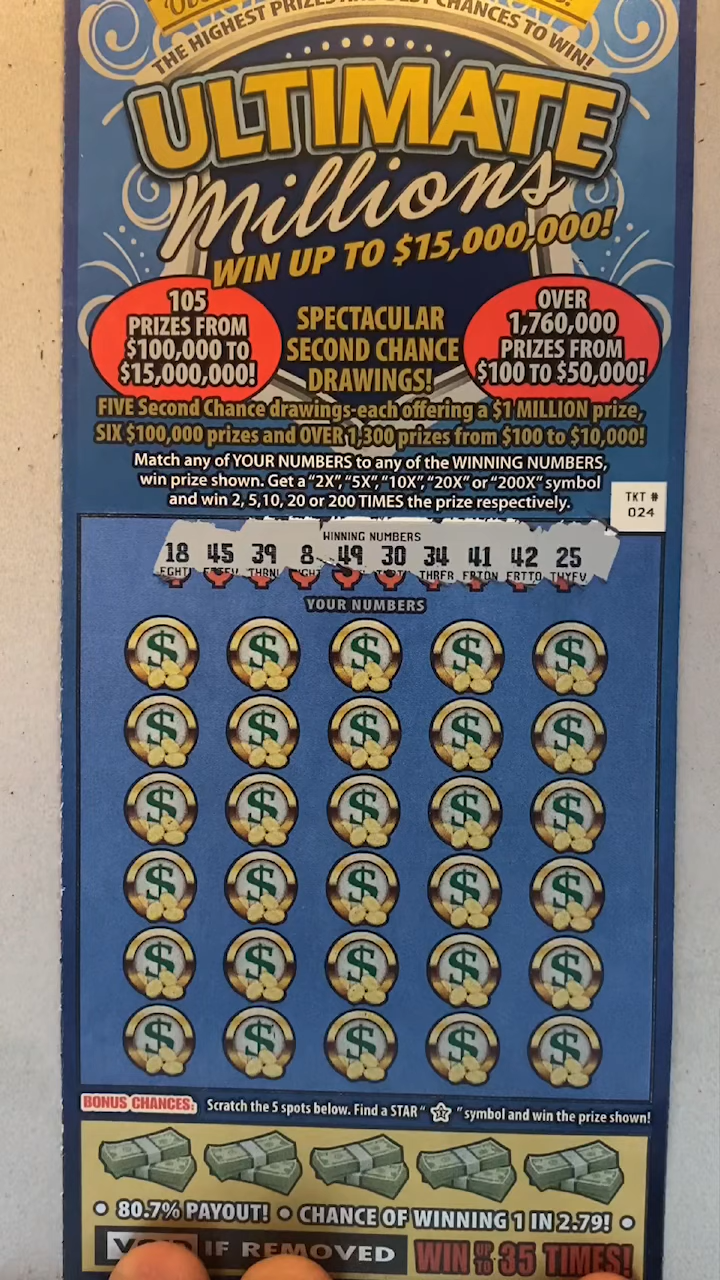 THE HIGHEST PRIZES AND BEST CHANCES TO WIN!
ULTIMATE
Millions
WIN UP TO $15,000,000!
105
PRIZES FROM
$100,000 TO
$15,000,000!
SPECTACULAR
SECOND CHANCE
DRAWINGS!
OVER
1,760,000
PRIZES FROM
$100 TO $50,000!
FIVE Second Chance drawings-each offering a $1 MILLION prize,
SIX $100,000 prizes and OVER 1,300 prizes from $100 to $10,000!
Match any of YOUR NUMBERS to any of the WINNING NUMBERS,
win prize shown. Get a "2X", "5X", "10X", "20X" or "200X" symbol
and win 2, 5, 10, 20 or 200 TIMES the prize respectively.
TKT #
024
WINNING NUMBERS
18 45 39 8 49 30 34 41 42 25
YOUR NUMBERS
BONUS CHANCES: Scratch the 5 spots below. Find a STAR " " symbol and win the prize shown!
• 80.7% PAYOUT! • CHANCE OF WINNING 1 IN 2.79! •
VOID IF REMOVED
WIN UP TO 35 TIMES!